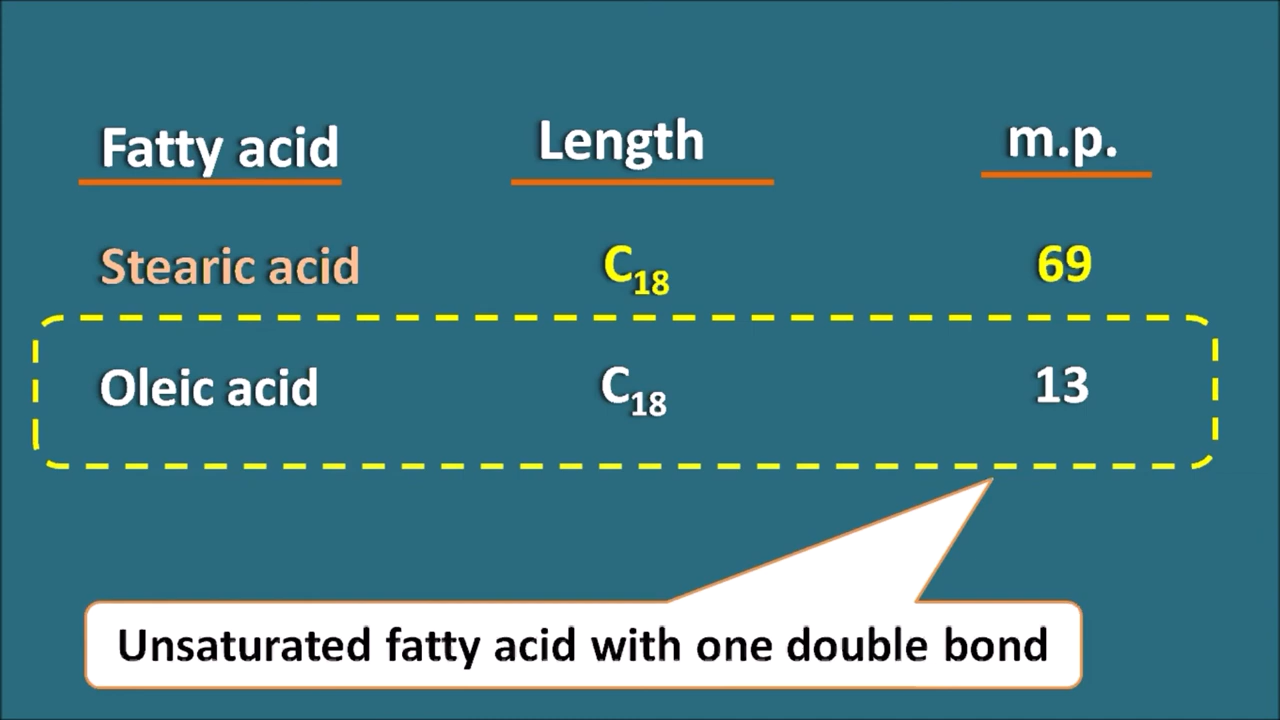 Fatty acid Length m.p.
Stearic acid C₁₈ 69
Oleic acid C₁₈ 13
Unsaturated fatty acid with one double bond